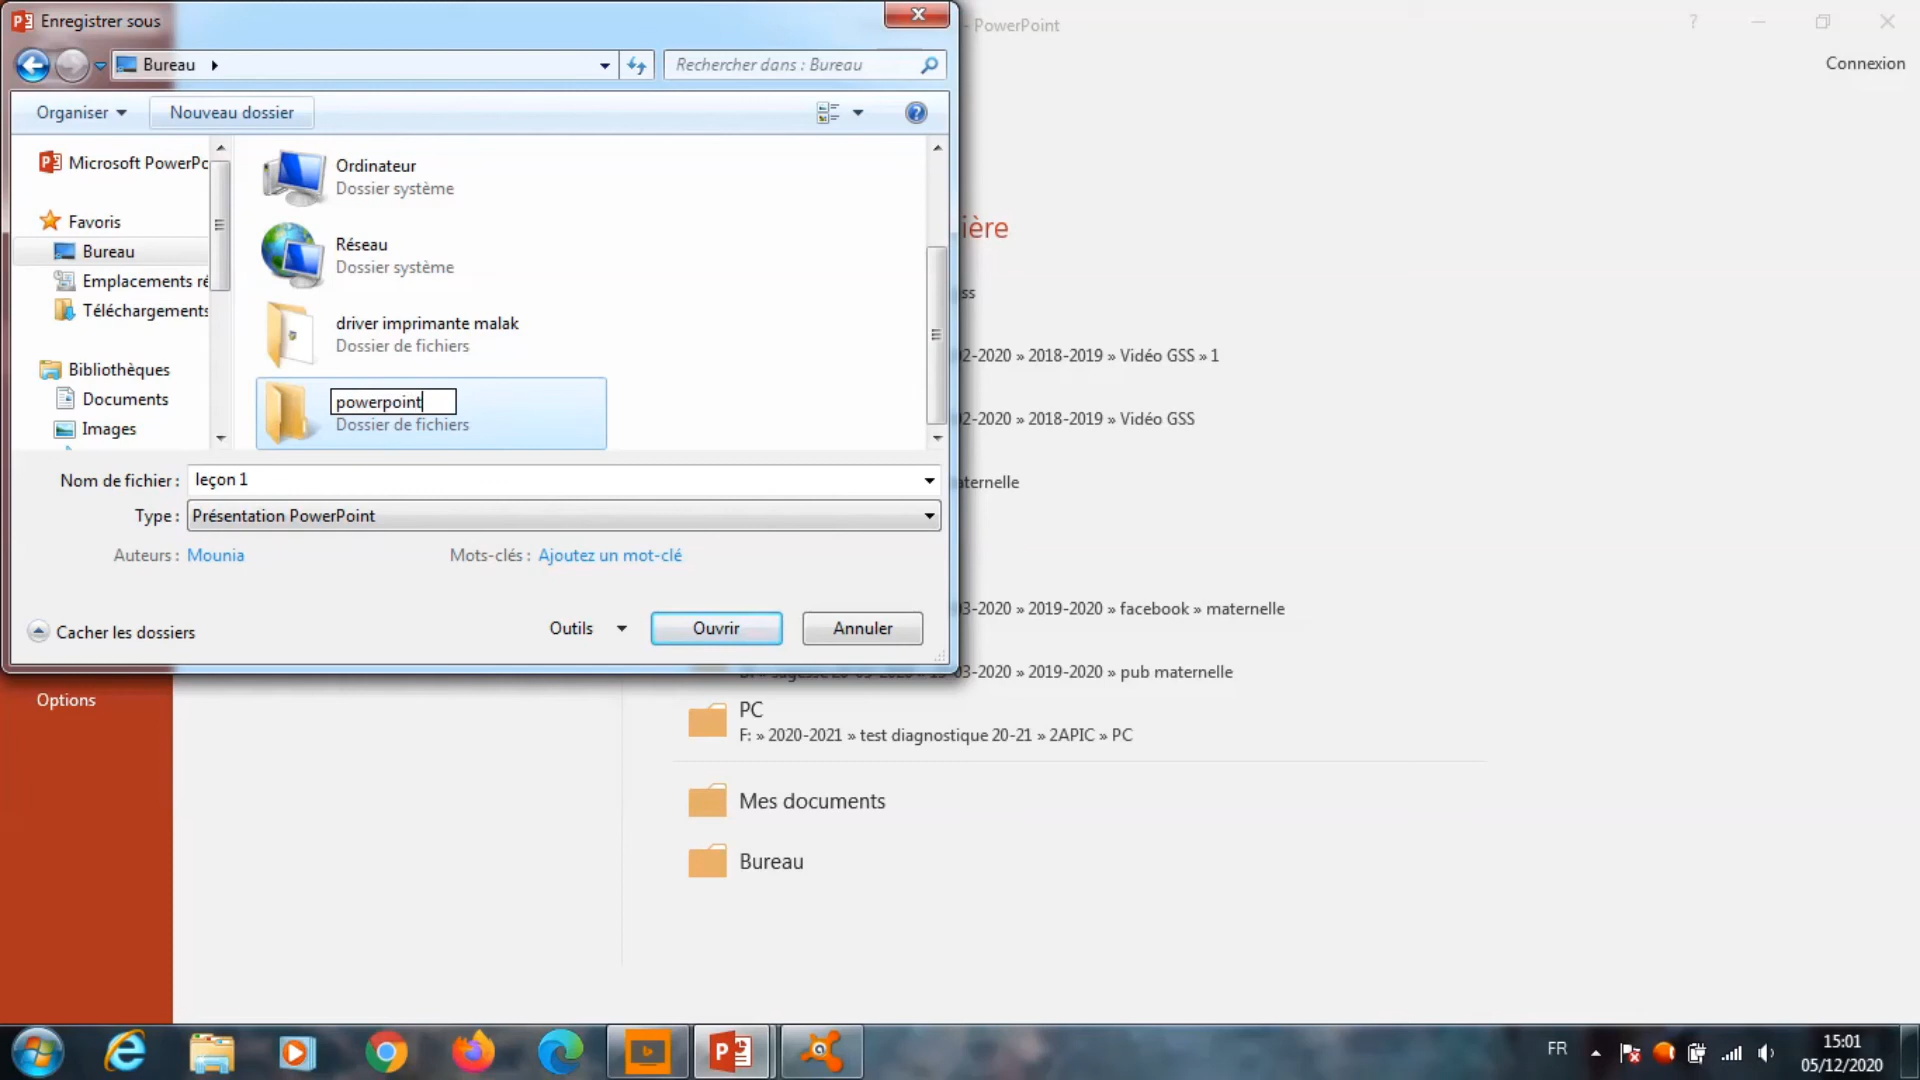 Enregistrer sous
- PowerPoint
Bureau
Rechercher dans : Bureau
Connexion
Organiser
Nouveau dossier
Microsoft PowerPo
Favoris
Bureau
Emplacements ré
Téléchargements
Bibliothèques
Documents
Images
Ordinateur
Dossier système
Réseau
Dossier système
driver imprimante malak
Dossier de fichiers
powerpoint
Dossier de fichiers
Nom de fichier : leçon 1
Type : Présentation PowerPoint
Auteurs : Mounia
Mots-clés : Ajoutez un mot-clé
Cacher les dossiers
Outils
Ouvrir
Annuler
ière
ss
02-2020 » 2018-2019 » Vidéo GSS » 1
02-2020 » 2018-2019 » Vidéo GSS
aternelle
03-2020 » 2019-2020 » facebook » maternelle
03-2020 » 2019-2020 » pub maternelle
Options
PC
F: » 2020-2021 » test diagnostique 20-21 » 2APIC » PC
Mes documents
Bureau
FR
15:01
05/12/2020